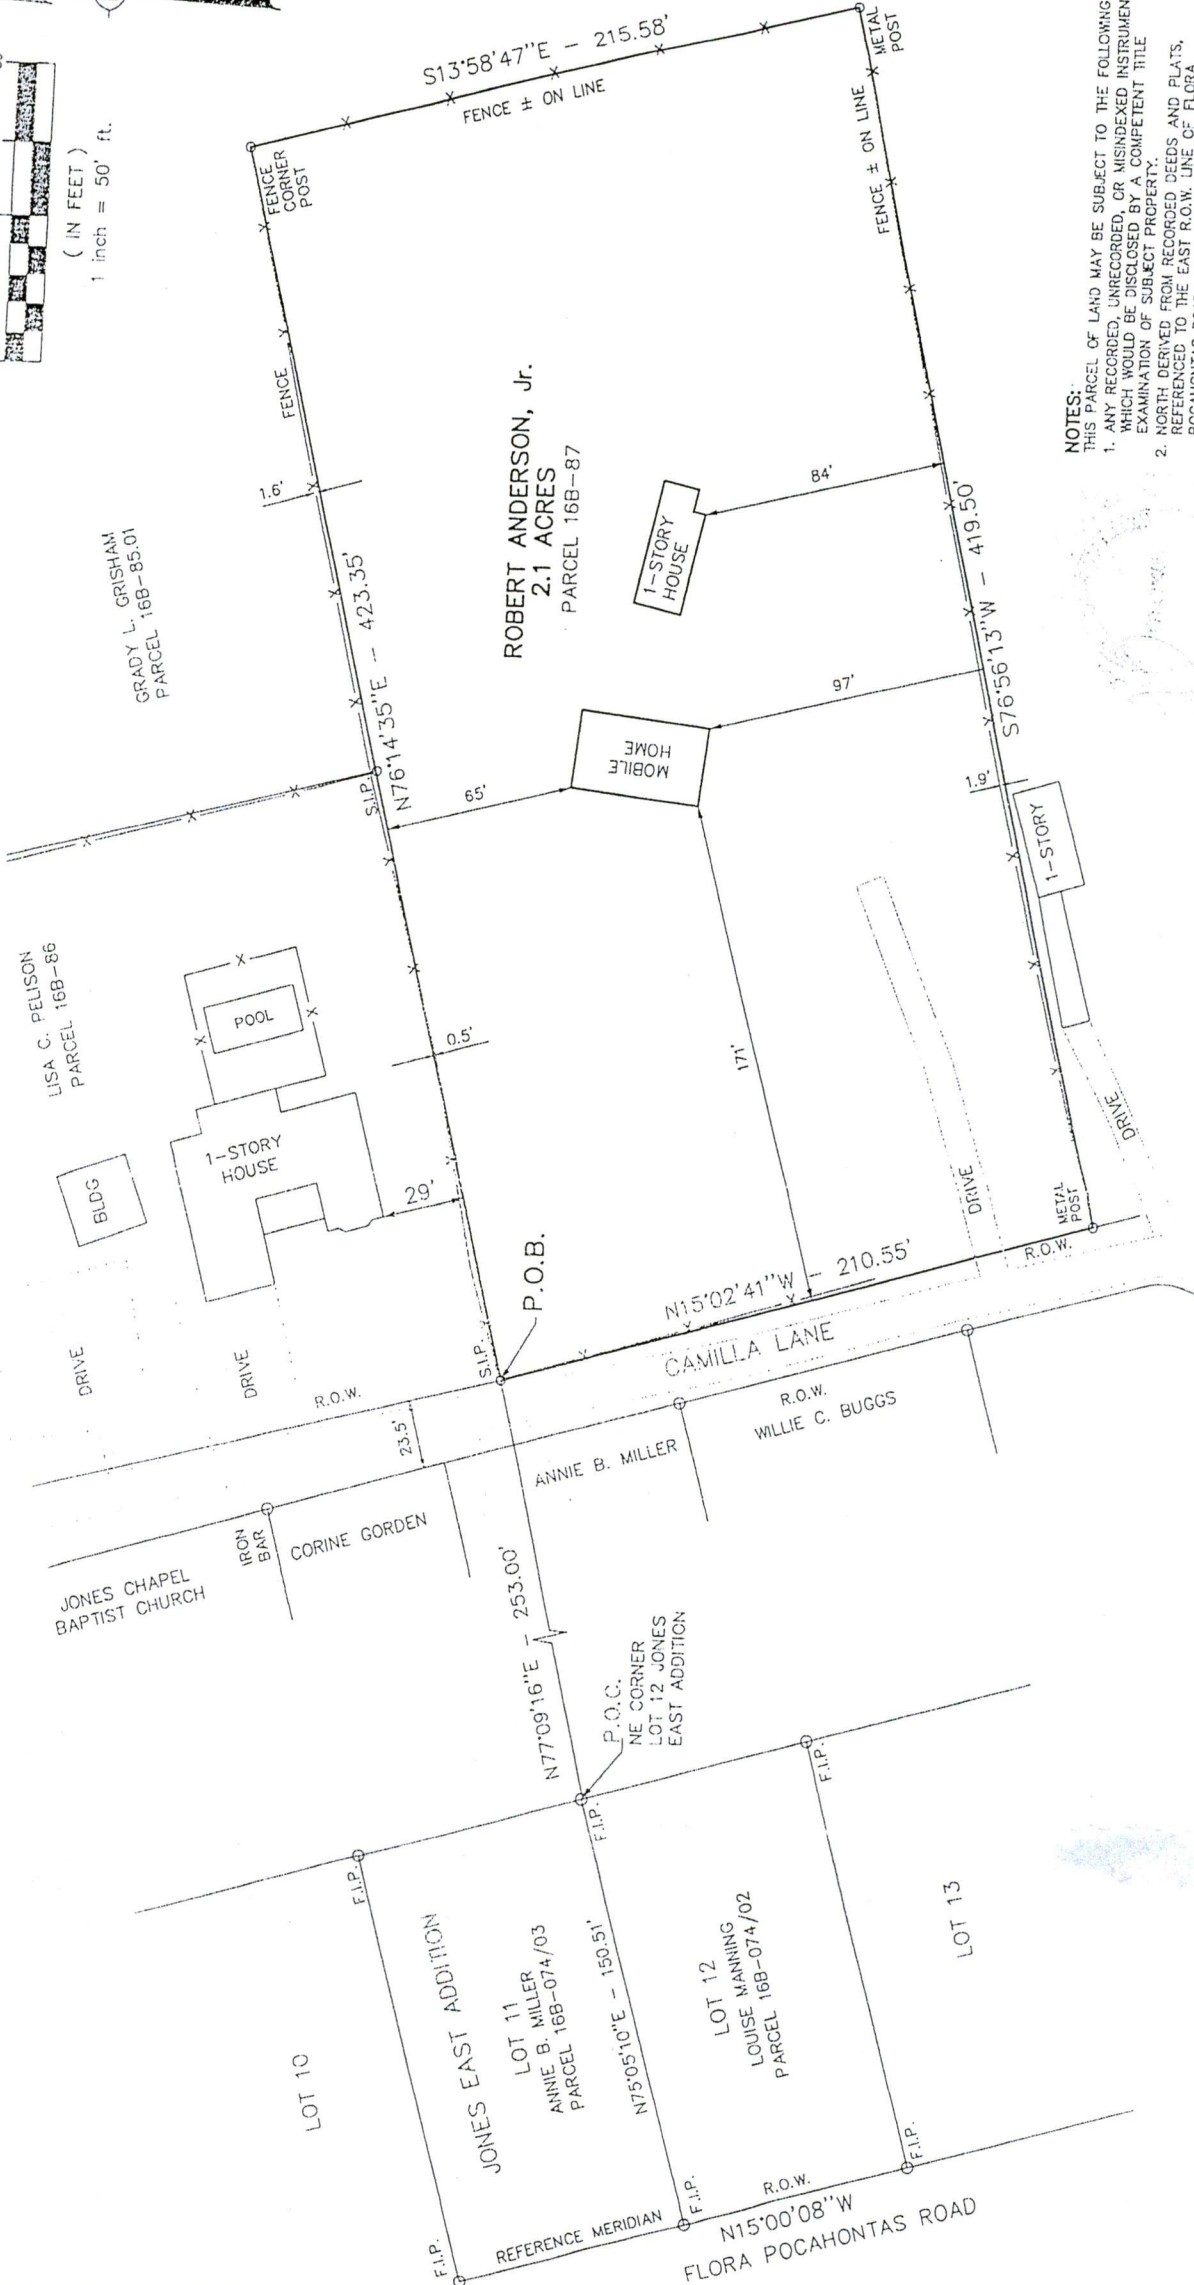 ( IN FEET )
1 inch = 50' ft.
S13°58'47"E - 215.58'
FENCE ± ON LINE
METAL
POST
FENCE
CORNER
POST
FENCE ± ON LINE
FENCE
1.6'
GRADY L. GRISHAM
PARCEL 16B-85.01
N76°14'35"E - 423.35'
S.I.P.
ROBERT ANDERSON, Jr.
2.1 ACRES
PARCEL 16B-87
1-STORY
HOUSE
84'
S76°56'13"W - 419.50'
MOBILE
HOME
97'
65'
1.9'
1-STORY
171'
LISA C. PELISON
PARCEL 16B-86
POOL
1-STORY
HOUSE
BLDG
0.5'
29'
DRIVE
DRIVE
DRIVE
DRIVE
METAL
POST
R.O.W.
P.O.B.
S.I.P.
N15°02'41"W - 210.55'
CAMILLA LANE
R.O.W.
R.O.W.
23.5'
WILLIE C. BUGGS
ANNIE B. MILLER
CORINE GORDEN
IRON
BAR
JONES CHAPEL
BAPTIST CHURCH
N77°09'16"E - 253.00'
P.O.C.
NE CORNER
LOT 12 JONES
EAST ADDITION
F.I.P.
F.I.P.
F.I.P.
LOT 10
JONES EAST ADDITION
LOT 11
ANNIE B. MILLER
PARCEL 16B-074/03
N75°05'10"E - 150.51'
LOT 12
LOUISE MANNING
PARCEL 16B-074/02
LOT 13
F.I.P.
F.I.P.
F.I.P.
REFERENCE MERIDIAN
R.O.W.
N15°00'08"W
FLORA POCAHONTAS ROAD
NOTES:
THIS PARCEL OF LAND MAY BE SUBJECT TO THE FOLLOWING
1. ANY RECORDED, UNRECORDED, OR MISINDEXED INSTRUMEN
WHICH WOULD BE DISCLOSED BY A COMPETENT TITLE
EXAMINATION OF SUBJECT PROPERTY.
2. NORTH DERIVED FROM RECORDED DEEDS AND PLATS,
REFERENCED TO THE EAST R.O.W. LINE OF FLORA